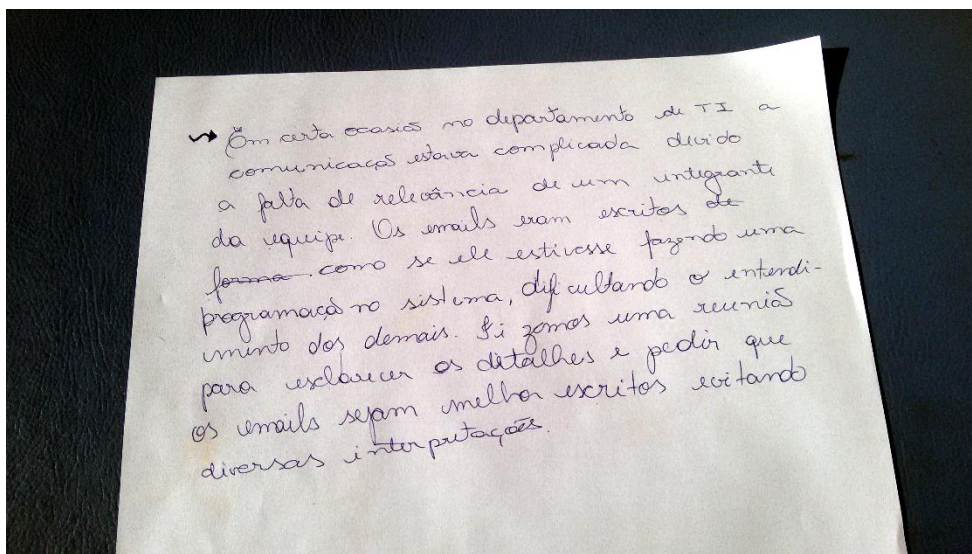 Em certa ocasião no departamento de TI a
comunicação estava complicada devido
a falta de relevância de um integrante
da equipe. Os emails eram escritos de
forma como se ele estivesse fazendo uma
programação no sistema, dificultando o entendi-
mento dos demais. Fizemos uma reunião
para esclarecer os detalhes e pedir que
os emails sejam melhor escritos evitando
diversas interpretações.